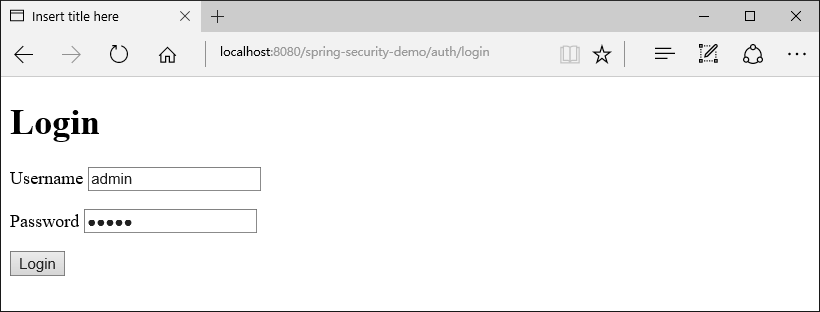 Insert title here
localhost:8080/spring-security-demo/auth/login
Login
Username admin
Password •••••
Login